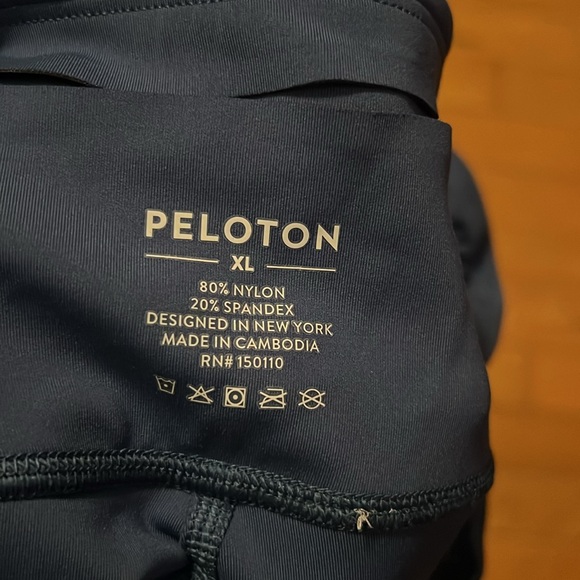 PELOTON
XL
80% NYLON
20% SPANDEX
DESIGNED IN NEW YORK
MADE IN CAMBODIA
RN# 150110